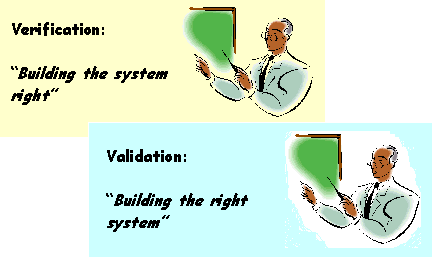 Verification:
“Building the system
right”
Validation:
“Building the right
system”